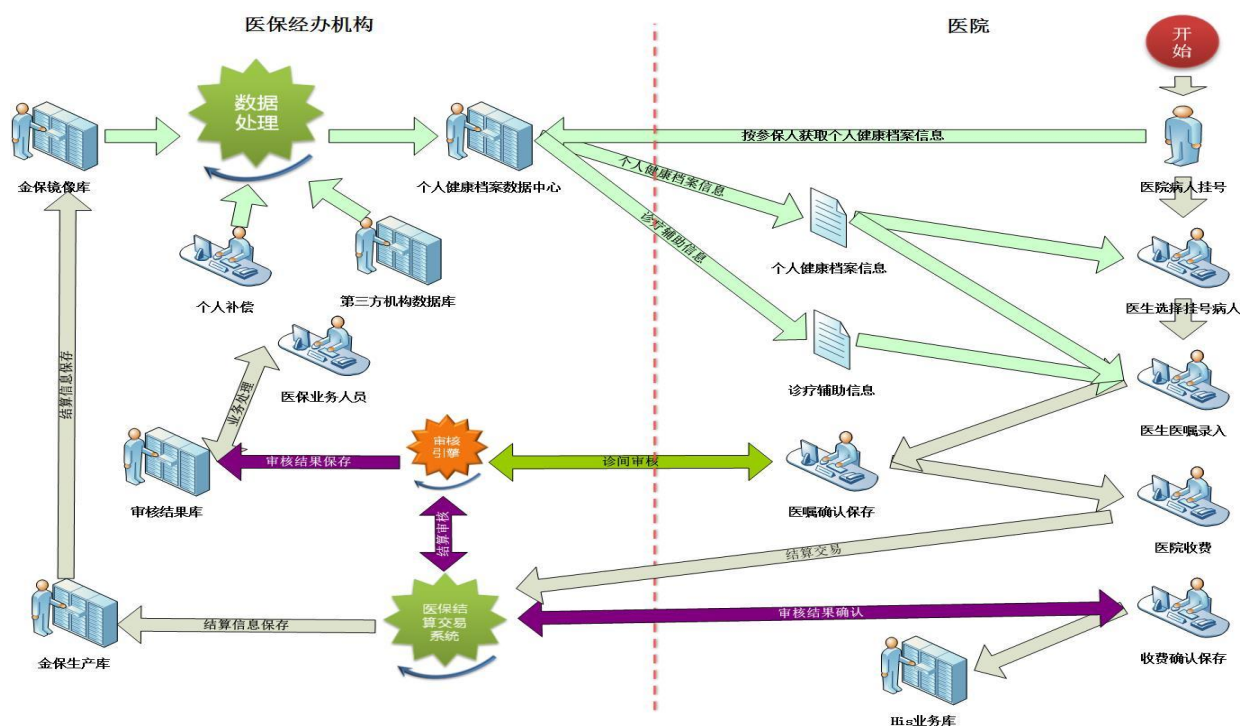 医保经办机构
医院
开
始
数据
处理
按参保人获取个人健康档案信息
金保镜像库
个人健康档案数据中心
医院病人挂号
个人健康档案信息
诊疗辅助信息
个人健康档案信息
个人补偿
第三方机构数据库
医生选择挂号病人
结算信息保存
业务处理
医保业务人员
诊疗辅助信息
医生医嘱录入
审核
引擎
审核结果保存
诊间审核
审核结果库
医嘱确认保存
结算审核
医院收费
结算交易
医保结
算交易
系统
结算信息保存
审核结果确认
金保生产库
收费确认保存
His业务库